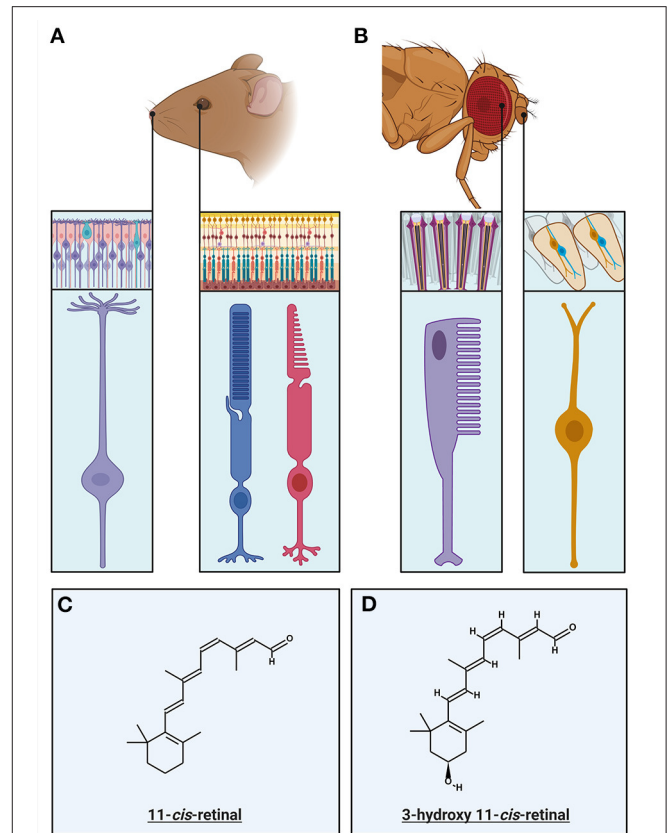 A
B
C
O
H
11-cis-retinal
D
H
H
H
O
H
H
H
H
O
H
3-hydroxy 11-cis-retinal